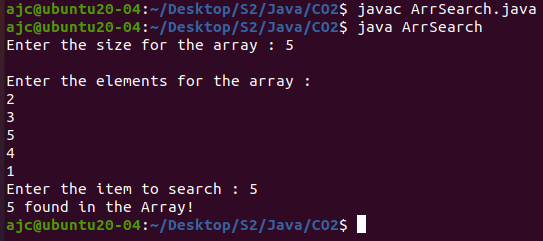 ajc@ubuntu20-04:~/Desktop/S2/Java/CO2$ javac ArrSearch.java
ajc@ubuntu20-04:~/Desktop/S2/Java/CO2$ java ArrSearch
Enter the size for the array : 5
Enter the elements for the array :
2
3
5
4
1
Enter the item to search : 5
5 found in the Array!
ajc@ubuntu20-04:~/Desktop/S2/Java/CO2$